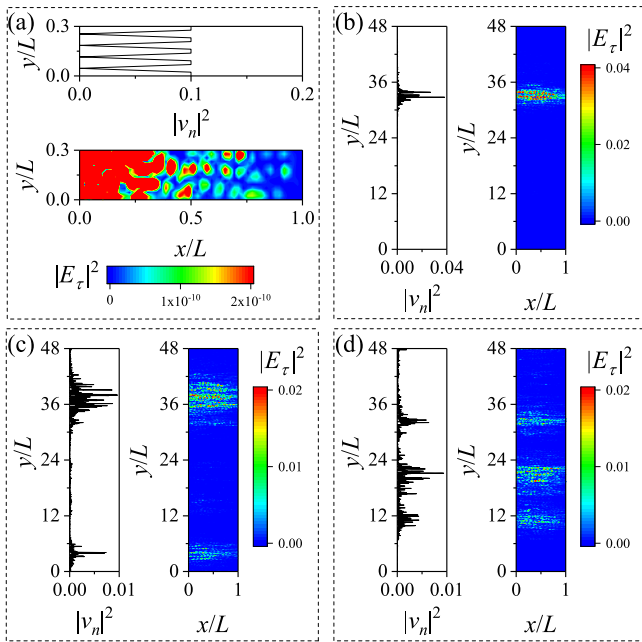 (a)
y/L
0.3
0.0
0.0 0.1 0.2
|v_n|^2
y/L
0.3
0.0
0.0 0.5 1.0
x/L
|E_τ|^2
0 1x10^-10 2x10^-10
(b)
|E_τ|^2
y/L
48
36
24
12
0
0.00 0.04
|v_n|^2
y/L
48
36
24
12
0
0 1
x/L
0.04
0.02
0.00
(c)
|E_τ|^2
y/L
48
36
24
12
0
0.00 0.01
|v_n|^2
y/L
48
36
24
12
0
0 1
x/L
0.02
0.01
0.00
(d)
|E_τ|^2
y/L
48
36
24
12
0
0.00 0.01
|v_n|^2
y/L
48
36
24
12
0
0 1
x/L
0.02
0.01
0.00